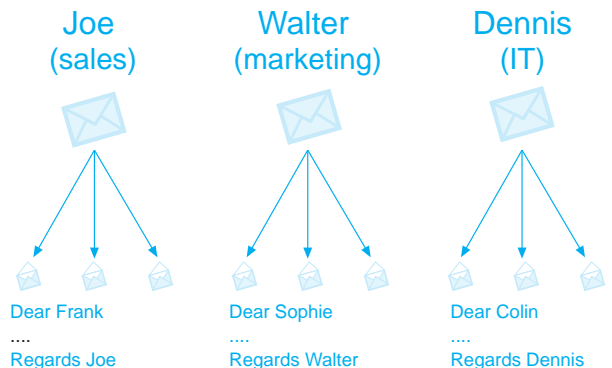 Joe
(sales)
Walter
(marketing)
Dennis
(IT)
Dear Frank
....
Regards Joe
Dear Sophie
....
Regards Walter
Dear Colin
....
Regards Dennis